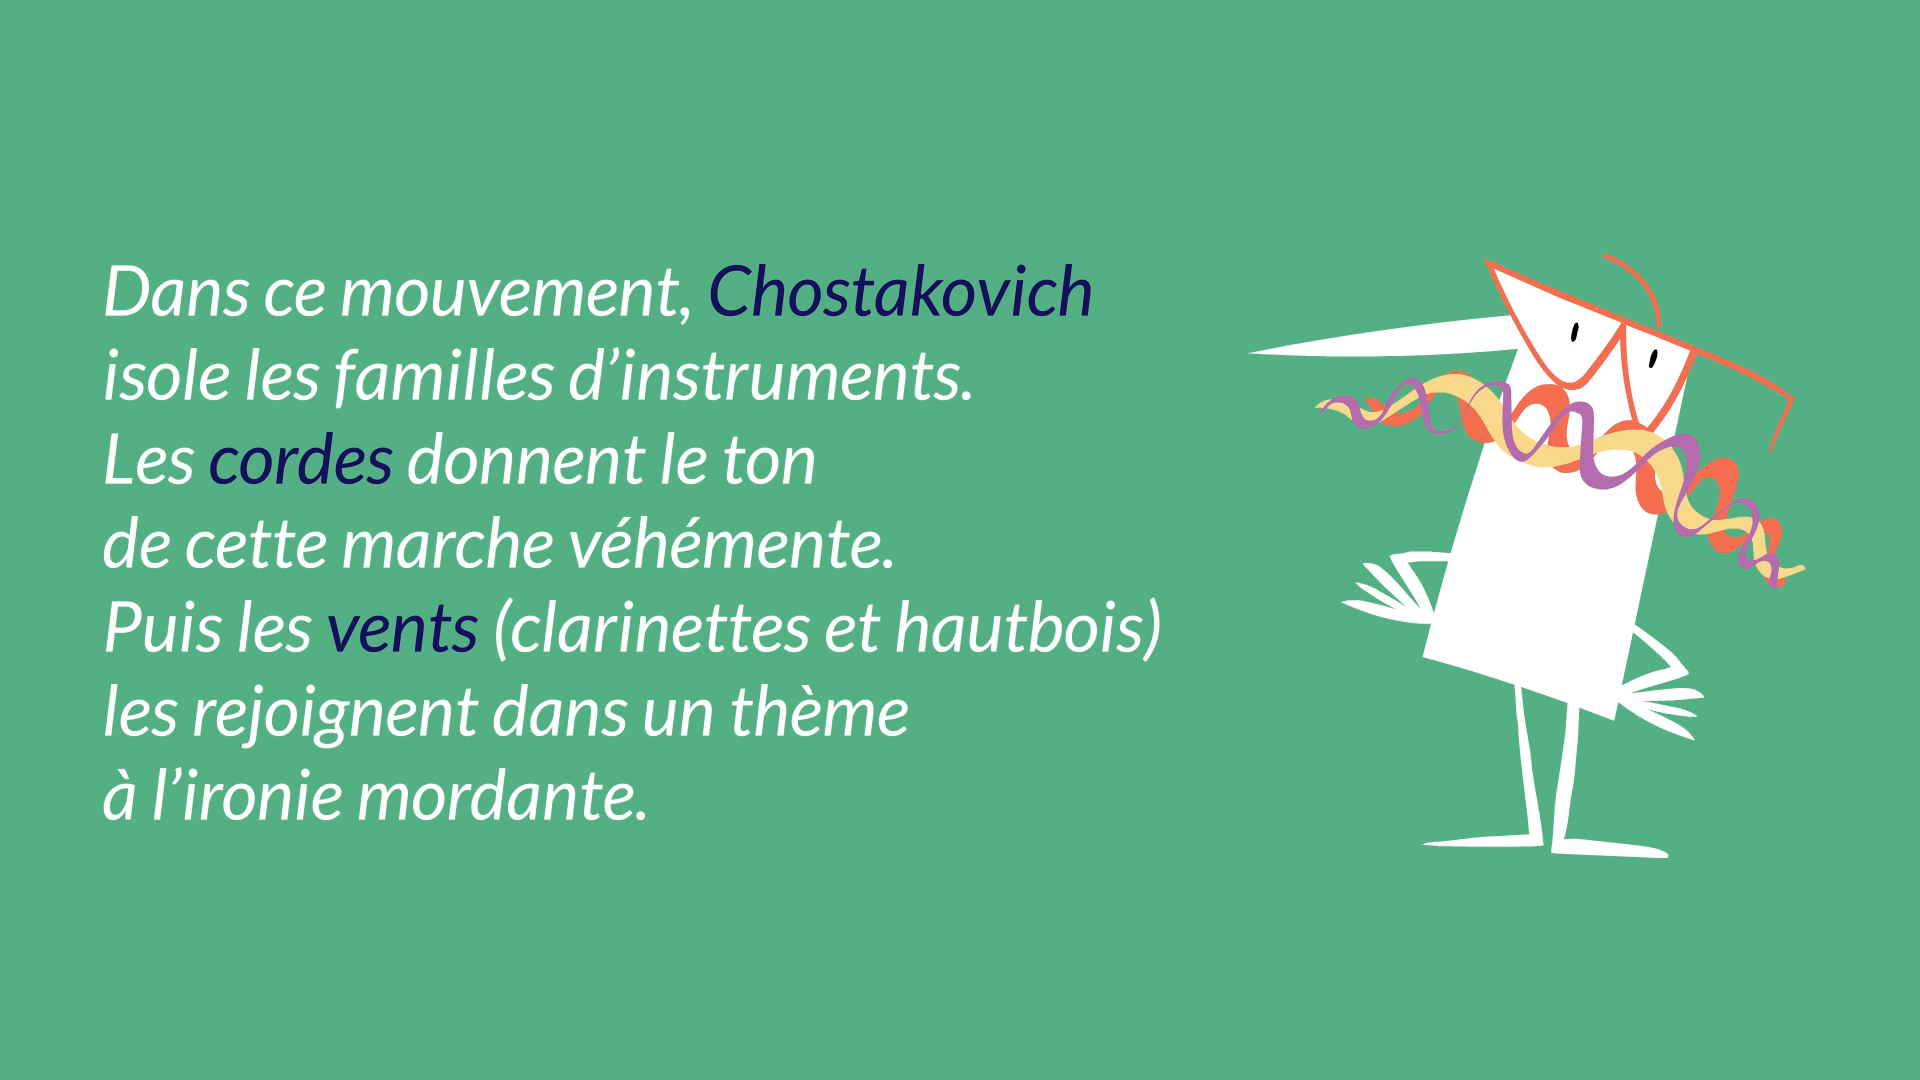 Dans ce mouvement, Chostakovich
isole les familles d’instruments.
Les cordes donnent le ton
de cette marche véhémente.
Puis les vents (clarinettes et hautbois)
les rejoignent dans un thème
à l’ironie mordante.